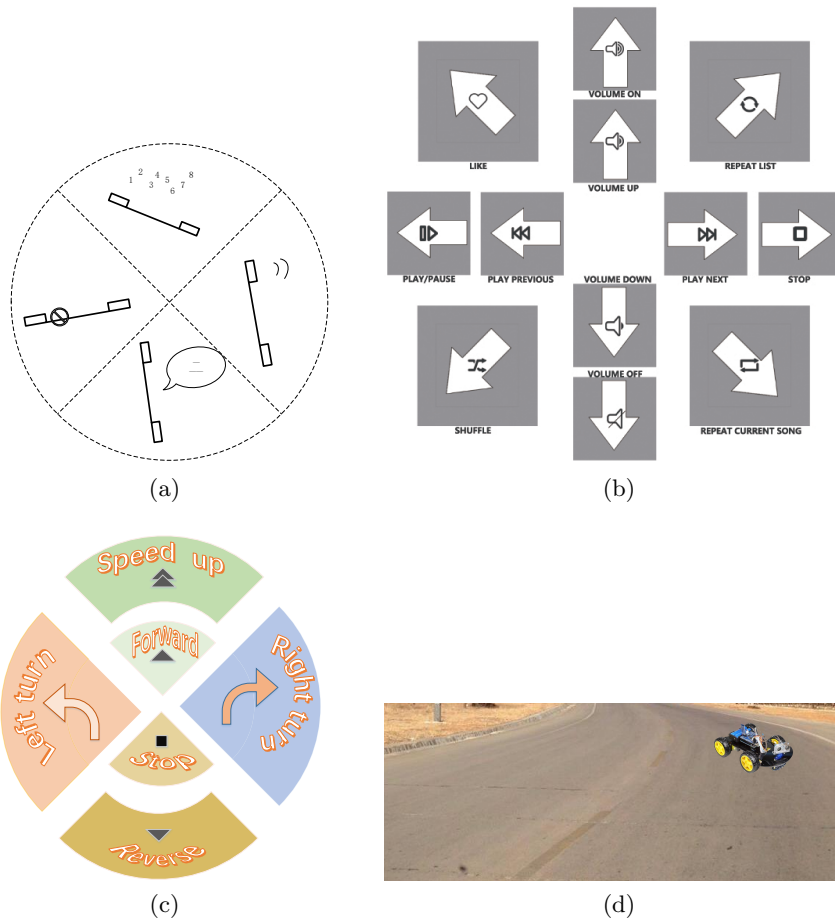 1 2 3 4 5 6 7 8
(a)
VOLUME ON
LIKE
VOLUME UP
REPEAT LIST
PLAY/PAUSE
PLAY PREVIOUS
VOLUME DOWN
PLAY NEXT
STOP
VOLUME OFF
SHUFFLE
REPEAT CURRENT SONG
(b)
Speed up
Forward
Left turn
Right turn
Stop
Reverse
(c)
(d)